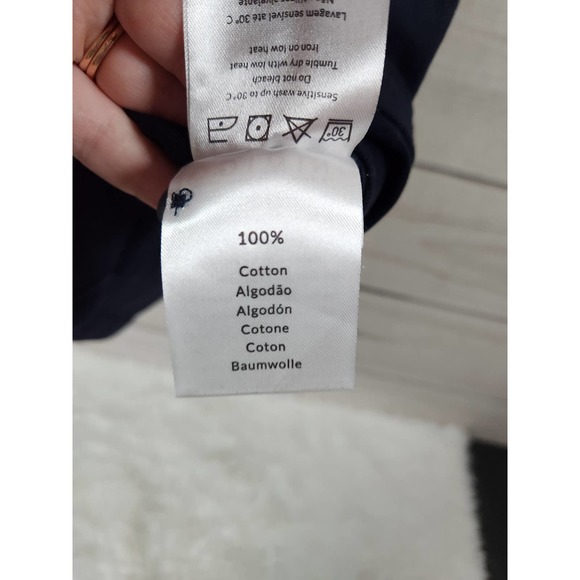 30°
Sensitive wash up to 30°C
Do not bleach
Tumble dry with low heat
Iron on low heat
Lavagem sensível até 30°C
100%
Cotton
Algodão
Algodón
Cotone
Coton
Baumwolle